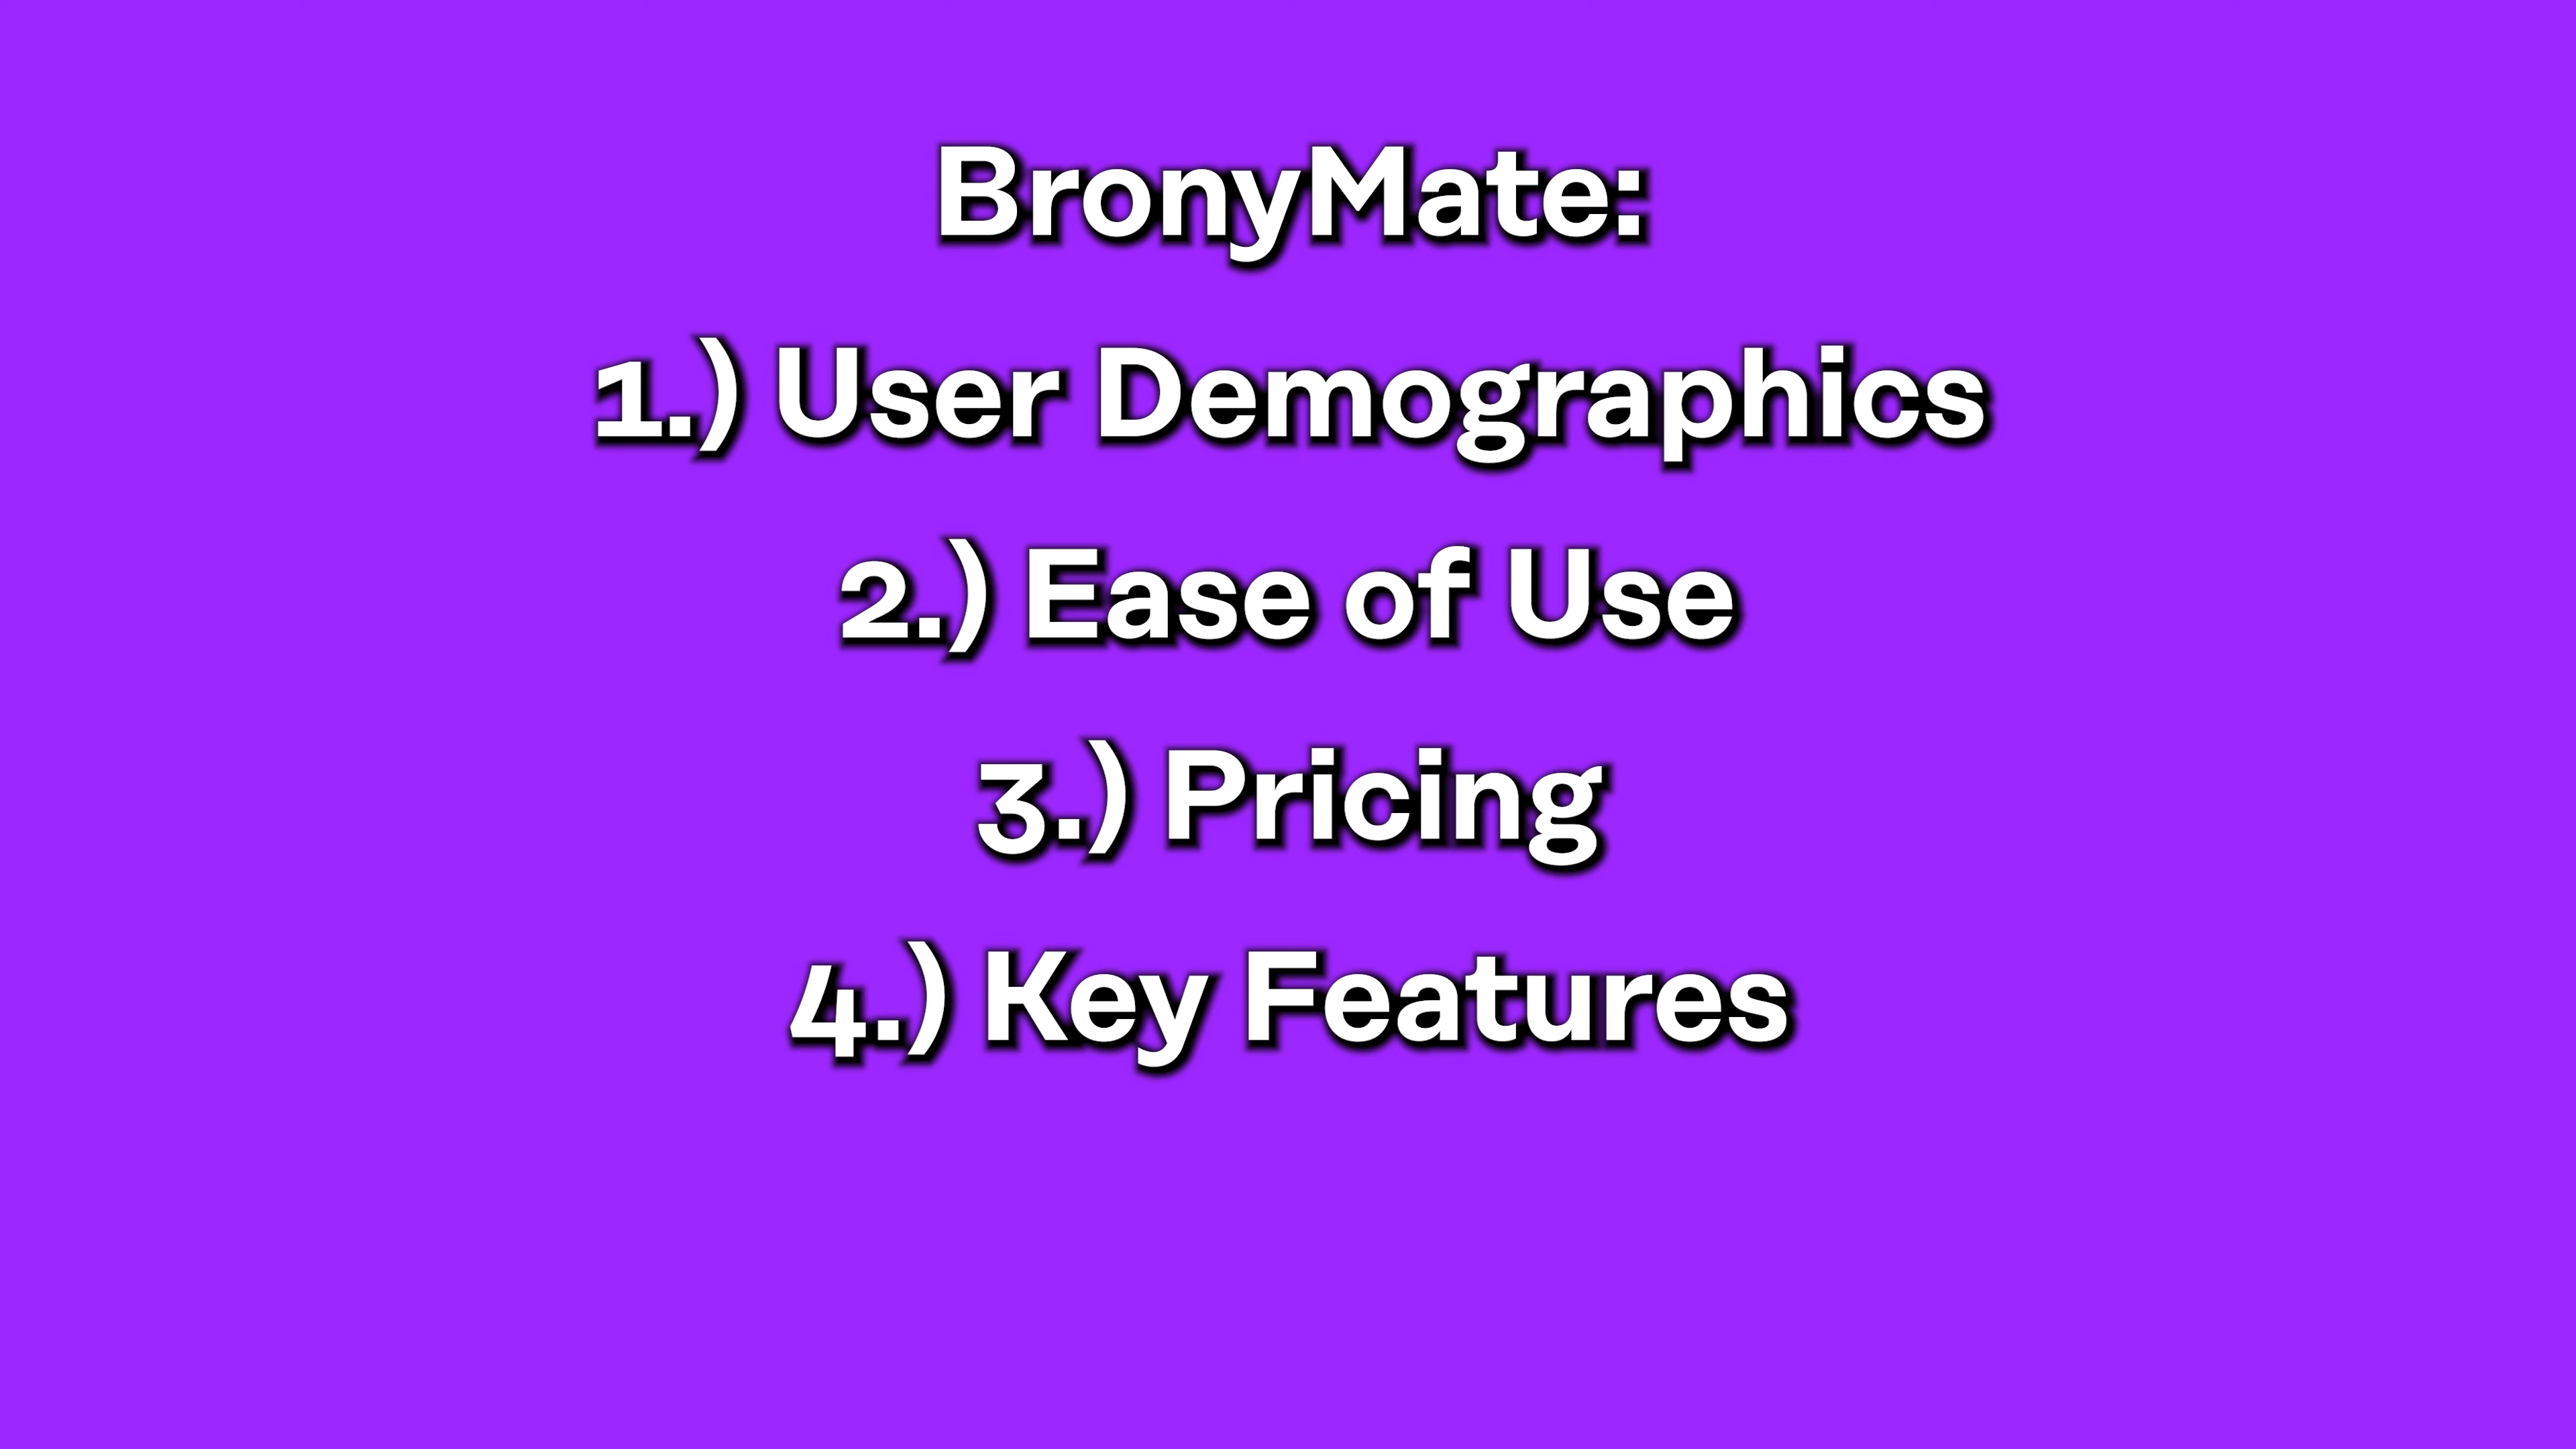 BronyMate:
1.) User Demographics
2.) Ease of Use
3.) Pricing
4.) Key Features